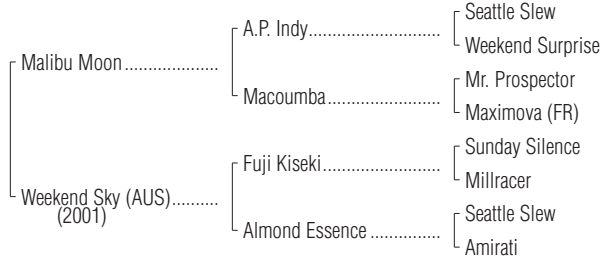 Seattle Slew
A.P. Indy..............................
Weekend Surprise
Malibu Moon....................
Mr. Prospector
Macoumba.........................
Maximova (FR)
Sunday Silence
Fuji Kiseki..........................
Millracer
Weekend Sky (AUS)..........
(2001)
Seattle Slew
Almond Essence ...............
Amirati